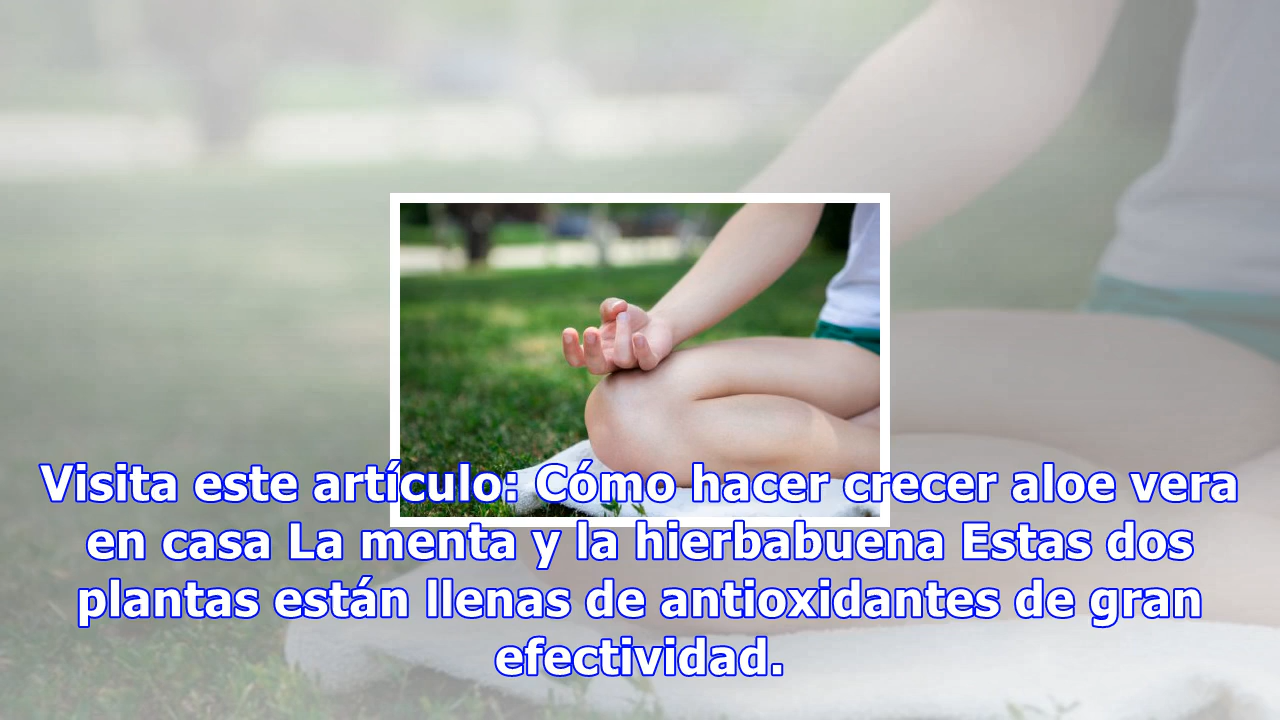 Visita este artículo: Cómo hacer crecer aloe vera
en casa La menta y la hierbabuena Estas dos
plantas están llenas de antioxidantes de gran
efectividad.